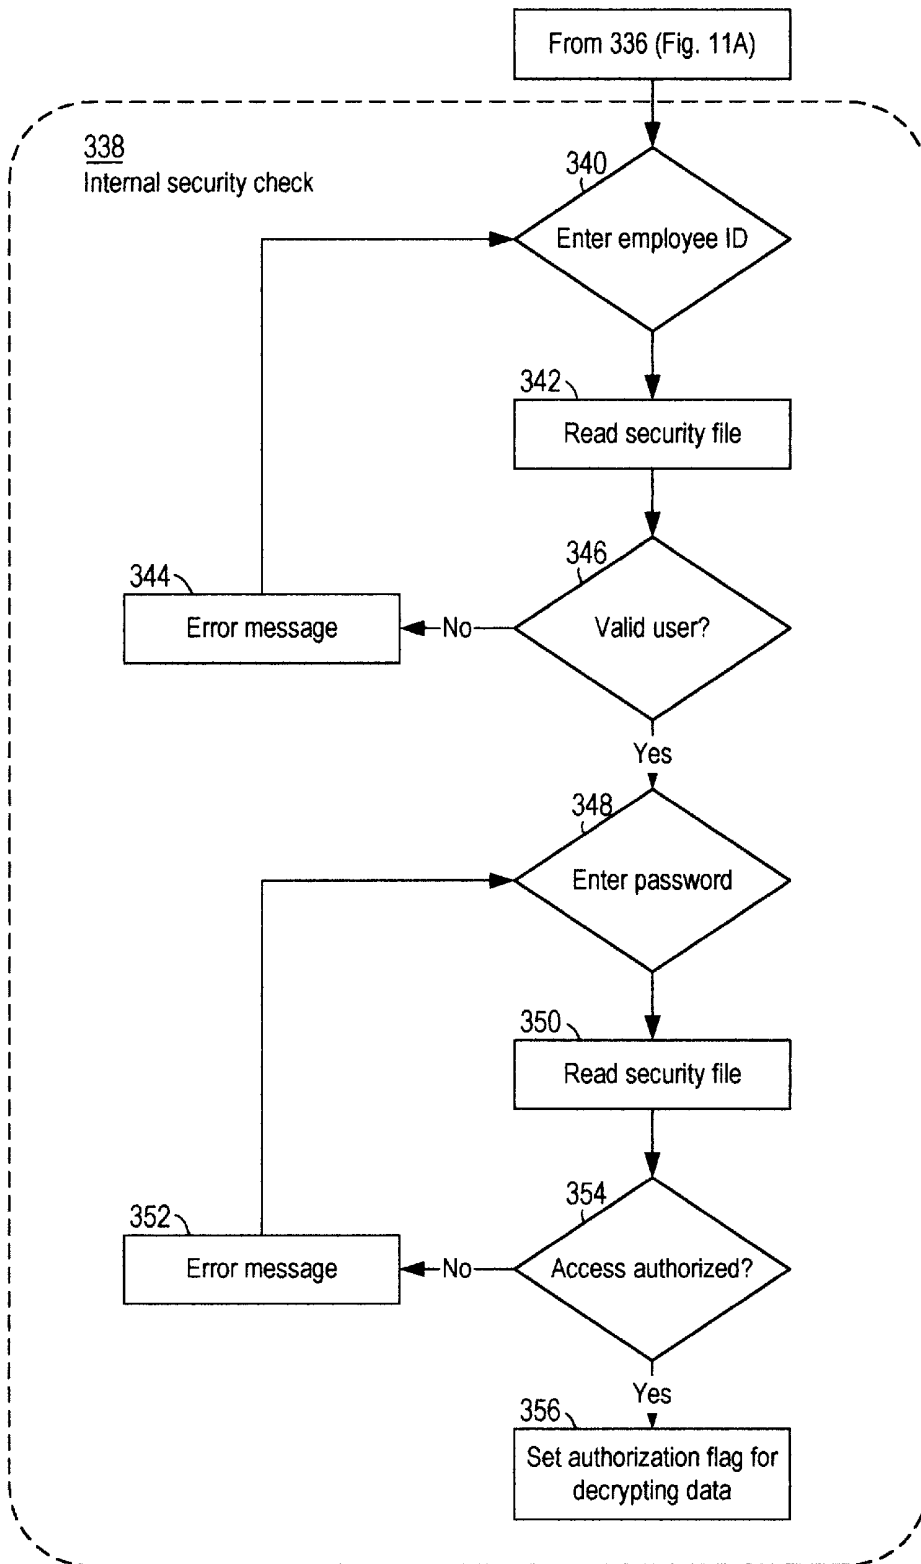 From 336 (Fig. 11A)
338
Internal security check
340
Enter employee ID
342
Read security file
346
Valid user?
344
Error message
No
Yes
348
Enter password
350
Read security file
354
Access authorized?
352
Error message
No
Yes
356
Set authorization flag for
decrypting data